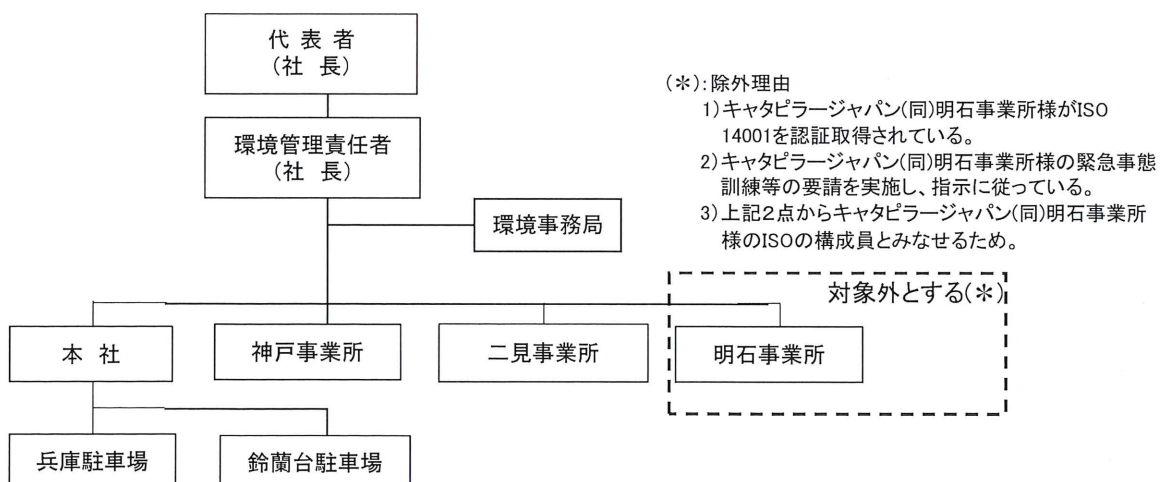 代 表 者
(社 長)
環境管理責任者
(社 長)
環境事務局
(＊):除外理由
1)キャタピラージャパン(同)明石事業所様がISO
14001を認証取得されている。
2)キャタピラージャパン(同)明石事業所様の緊急事態
訓練等の要請を実施し、指示に従っている。
3)上記2点からキャタピラージャパン(同)明石事業所
様のISOの構成員とみなせるため。
対象外とする(＊)
本 社
神戸事業所
二見事業所
明石事業所
兵庫駐車場
鈴蘭台駐車場